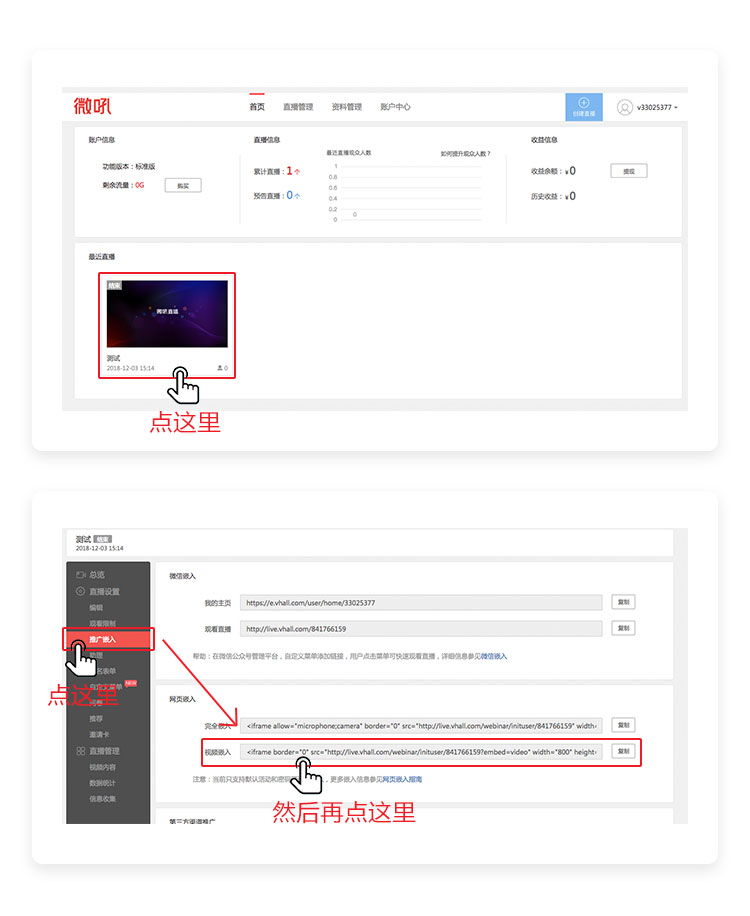 微吼
首页 直播管理 资料管理 账户中心
创建直播
v33025377
账户信息
功能版本：标准版
剩余流量：0G 购买
直播信息
累计直播：1个
预告直播：0个
最近直播观众人数 如何提升观众人数？
1
0.8
0.6
0.4
0.2
0
0
收益信息
收益余额：¥0 提现
历史收益：¥0
最近直播
结束
微吼直播
测试
2018-12-03 15:14 0
点这里
测试 结束
2018-12-03 15:14
总览
直播设置
编辑
观看限制
推广嵌入
名表单
NEW
点这里
推荐
邀请卡
直播管理
视频内容
数据统计
信息收集
微信嵌入
我的主页 https://e.vhall.com/user/home/33025377 复制
观看直播 http://live.vhall.com/841766159 复制
帮助：在微信公众号管理平台，自定义菜单添加链接，用户点击菜单可快速观看直播，详细信息参见微信嵌入
网页嵌入
完全嵌入 <iframe allow="microphone;camera" border="0" src="http://live.vhall.com/webinar/inituser/841766159" width= 复制
视频嵌入 <iframe border="0" src="http://live.vhall.com/webinar/inituser/841766159?embed=video" width="800" height= 复制
注意：当前只支持默认活动和密码 ，更多嵌入信息参见网页嵌入指南
然后再点这里
第三方渠道推广